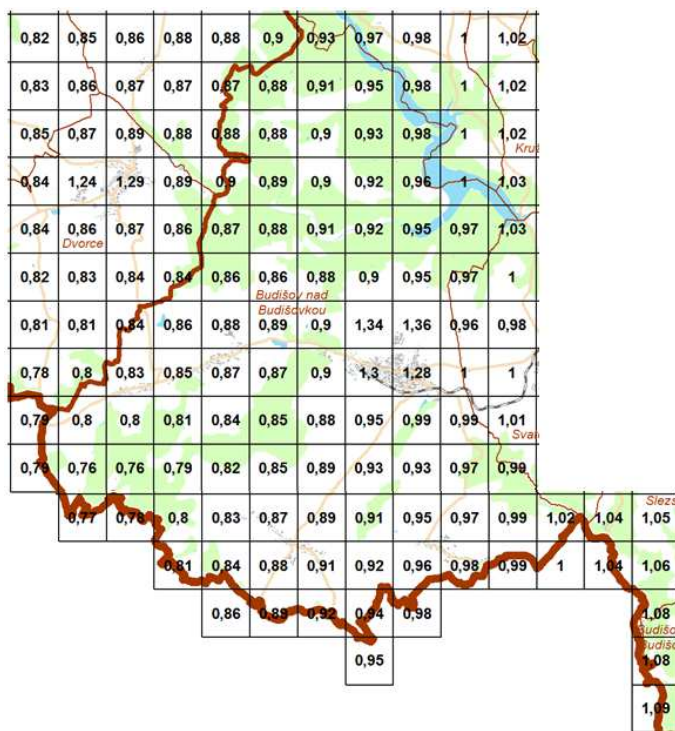 0,82 0,85 0,86 0,88 0,88 0,9 0,93 0,97 0,98 1 1,02
0,83 0,86 0,87 0,87 0,87 0,88 0,91 0,95 0,98 1 1,02
0,85 0,87 0,89 0,88 0,88 0,88 0,9 0,93 0,98 1 1,02
0,84 1,24 1,29 0,89 0,9 0,89 0,9 0,92 0,96 1 1,03
0,84 0,86 0,87 0,86 0,87 0,88 0,91 0,92 0,95 0,97 1,03
Dvorce
0,82 0,83 0,84 0,84 0,86 0,86 0,88 0,9 0,95 0,97 1
Budišov nad
Budišovkou
0,81 0,81 0,84 0,86 0,88 0,89 0,9 1,34 1,36 0,96 0,98
0,78 0,8 0,83 0,85 0,87 0,87 0,9 1,3 1,28 1 1
0,79 0,8 0,8 0,81 0,84 0,85 0,88 0,95 0,99 0,99 1,01
0,79 0,76 0,76 0,79 0,82 0,85 0,89 0,93 0,93 0,97 0,99
0,77 0,78 0,8 0,83 0,87 0,89 0,91 0,95 0,97 0,99 1,02 1,04 1,05
0,81 0,84 0,88 0,91 0,92 0,96 0,98 0,99 1 1,04 1,06
0,86 0,89 0,92 0,94 0,98 1,08
0,95 1,08
1,09